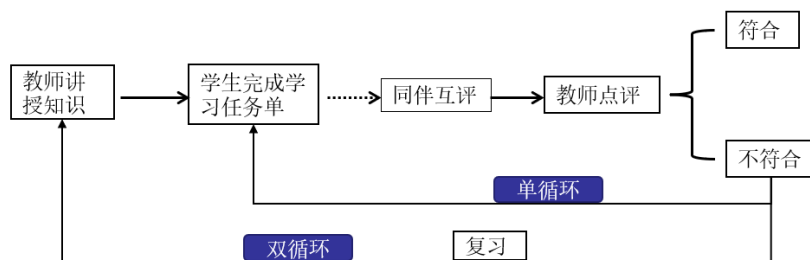 符合
教师讲
授知识
学生完成学
习任务单
同伴互评
教师点评
不符合
单循环
双循环
复习